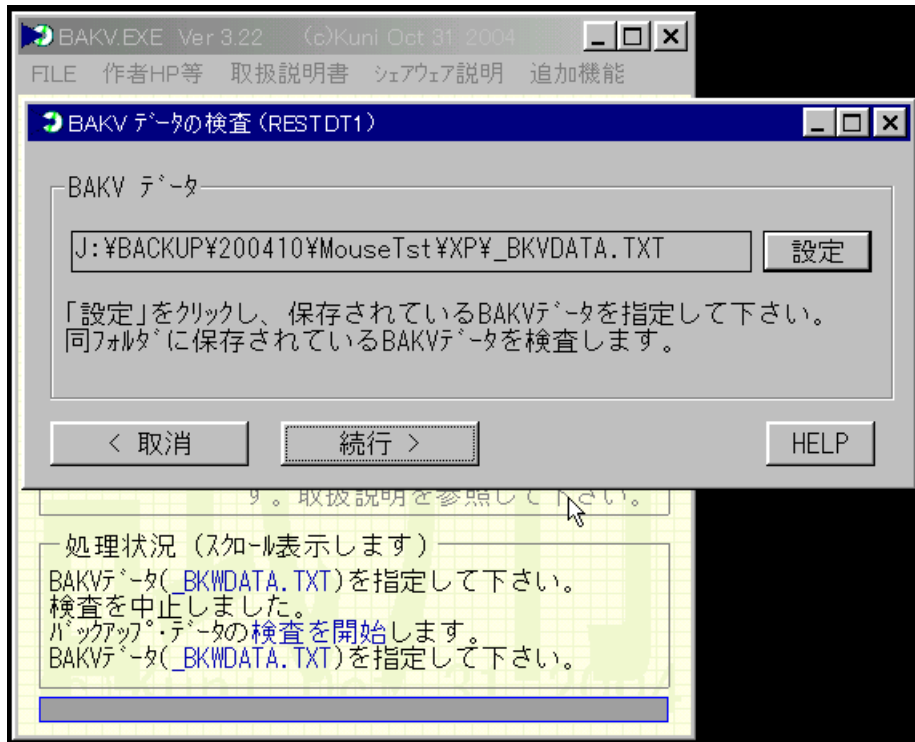 BAKV.EXE Ver 3.22 (c)Kuni Oct 31 2004
FILE 作者HP等 取扱説明書 シェアウェア説明 追加機能
BAKV データの検査(RESTDT1)
BAKV データ
J:¥BACKUP¥200410¥MouseTst¥XP¥_BKVDATA.TXT
設定
「設定」をクリックし、保存されているBAKVデータを指定して下さい。
同フォルダに保存されているBAKVデータを検査します。
< 取消
続行 >
HELP
す。取扱説明を参照して下さい。
処理状況(スクロール表示します)
BAKVデータ(_BKWDATA.TXT)を指定して下さい。
検査を中止しました。
バックアップ・データの検査を開始します。
BAKVデータ(_BKWDATA.TXT)を指定して下さい。